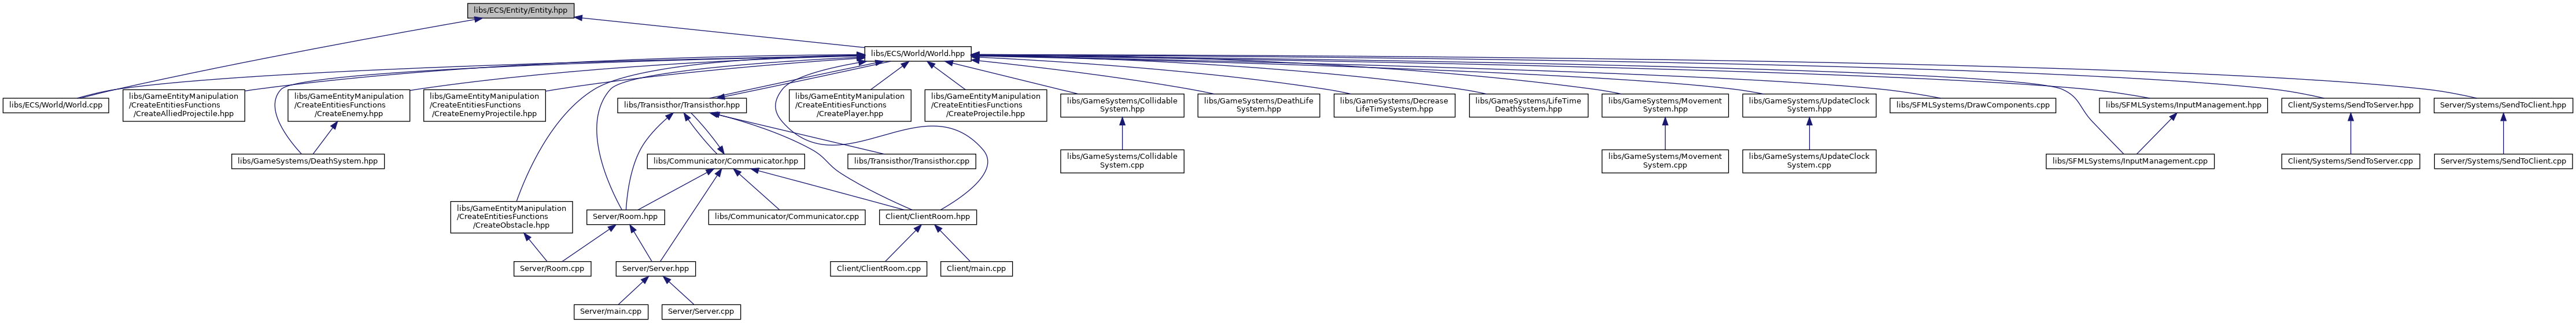 libs/ECS/Entity/Entity.hpp
libs/ECS/World/World.hpp
libs/ECS/World/World.cpp
libs/GameEntityManipulation
/CreateEntitiesFunctions
/CreateAlliedProjectile.hpp
libs/GameEntityManipulation
/CreateEntitiesFunctions
/CreateEnemy.hpp
libs/GameEntityManipulation
/CreateEntitiesFunctions
/CreateEnemyProjectile.hpp
libs/Transisthor/Transisthor.hpp
libs/GameEntityManipulation
/CreateEntitiesFunctions
/CreatePlayer.hpp
libs/GameEntityManipulation
/CreateEntitiesFunctions
/CreateProjectile.hpp
libs/GameSystems/Collidable
System.hpp
libs/GameSystems/DeathLife
System.hpp
libs/GameSystems/Decrease
LifeTimeSystem.hpp
libs/GameSystems/LifeTime
DeathSystem.hpp
libs/GameSystems/Movement
System.hpp
libs/GameSystems/UpdateClock
System.hpp
libs/SFMLSystems/DrawComponents.cpp
libs/SFMLSystems/InputManagement.hpp
Client/Systems/SendToServer.hpp
Server/Systems/SendToClient.hpp
libs/GameSystems/DeathSystem.hpp
libs/Communicator/Communicator.hpp
libs/Transisthor/Transisthor.cpp
libs/GameSystems/Collidable
System.cpp
libs/GameSystems/Movement
System.cpp
libs/GameSystems/UpdateClock
System.cpp
libs/SFMLSystems/InputManagement.cpp
Client/Systems/SendToServer.cpp
Server/Systems/SendToClient.cpp
libs/GameEntityManipulation
/CreateEntitiesFunctions
/CreateObstacle.hpp
Server/Room.hpp
libs/Communicator/Communicator.cpp
Client/ClientRoom.hpp
Server/Room.cpp
Server/Server.hpp
Client/ClientRoom.cpp
Client/main.cpp
Server/main.cpp
Server/Server.cpp